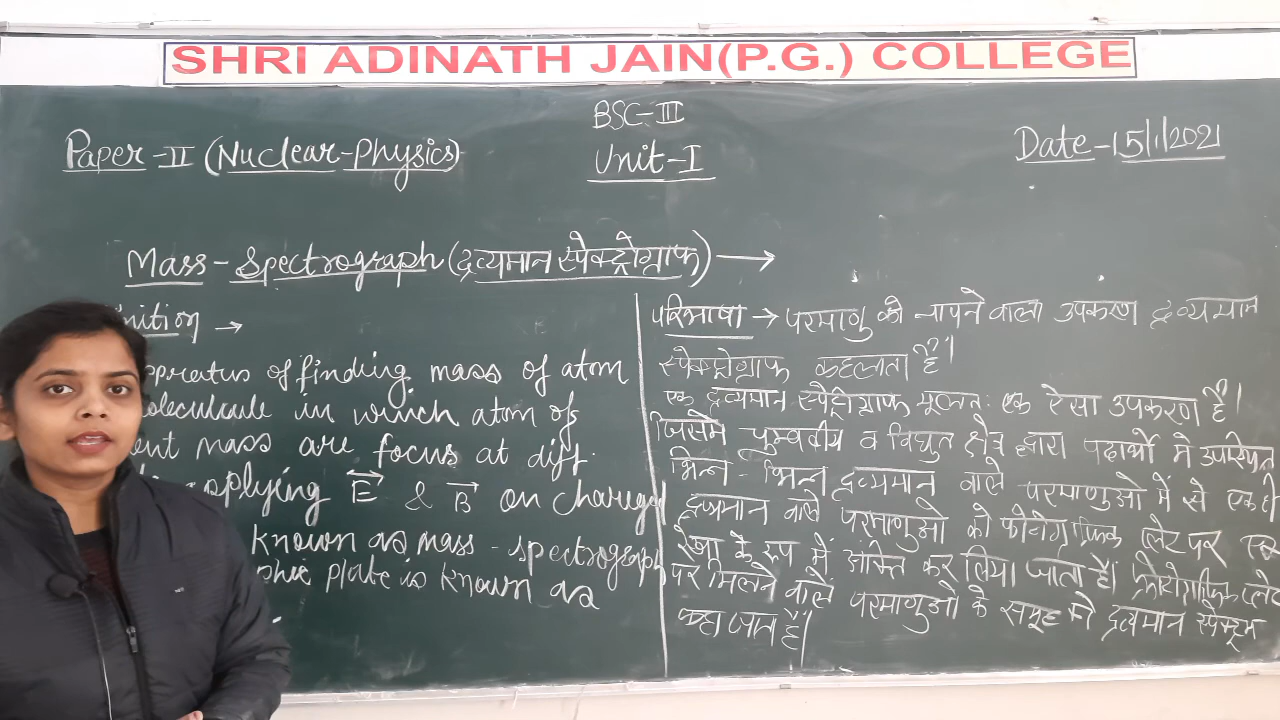 SHRI ADINATH JAIN(P.G.) COLLEGE
BSC-III
Paper-II (Nuclear-Physics)
Unit-I
Date-15/1/2021
Mass-Spectrograph (द्रव्यमान स्पेक्ट्रोग्राफ) →
nition →
pratus of finding mass of atom
oleculcule in which atom of
ent mass are focus at diff.
applying E→ & B→ on charged
known as mass-spectrograph
phic plate is known as
परिभाषा → परमाणु को नापने वाला उपकरण द्रव्यमान
स्पेक्ट्रोग्राफ कहलाता है।
एक द्रव्यमान स्पेट्रोग्राफ मूलतः एक ऐसा उपकरण है।
जिसमे चुम्बकीय व विद्युत क्षेत्र द्वारा पदार्थो मे उपस्थित
भिन्न-भिन्न द्रव्यमान वाले परमाणुओ में से एक ही
द्रव्यमान वाले परमाणुओ को फोटोग्राफिक प्लेट पर एक
रेखा के रूप में अंकित कर लिया जाता है। फ़ोटोग्राफिक प्लेट
पर मिलने वाले परमाणुओ के समूह को द्रव्यमान स्पेक्ट्रम
कहा जाता है।